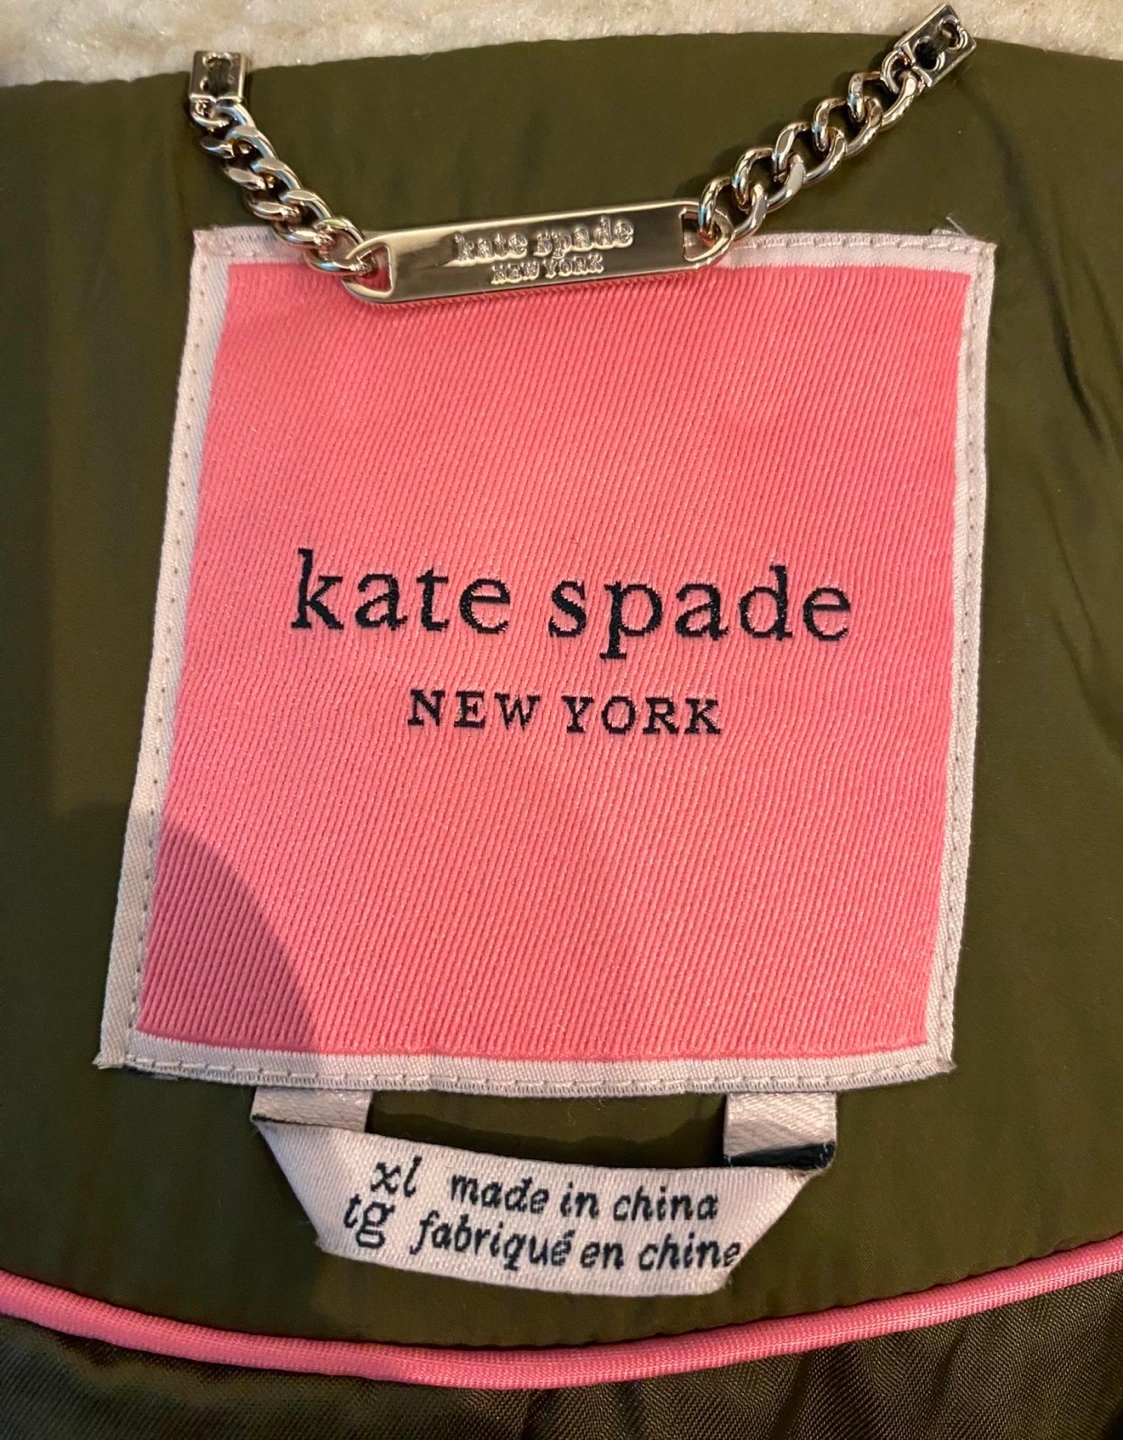 kate spade
NEW YORK
kate spade
NEW YORK
xl made in china
tg fabriqué en chine